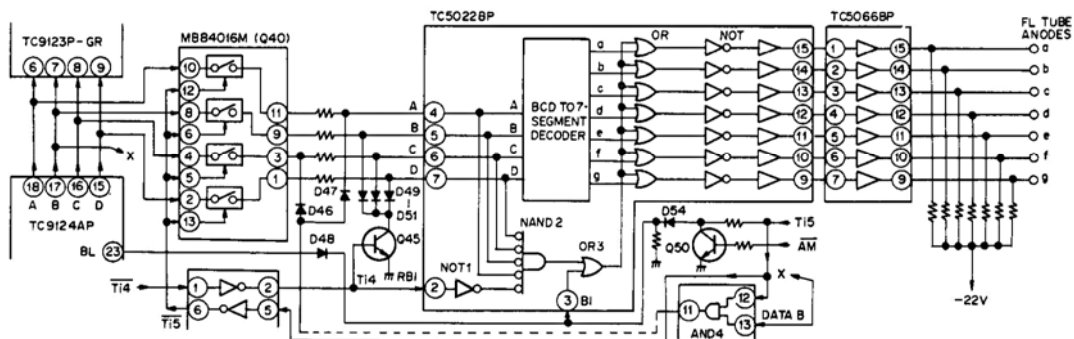 TC5022BP
TC5066BP
FL TUBE
ANODES
TC9123P-GR
MB84016M (Q40)
OR
NOT
6 7 8 9
10
12
8
6
4
5
2
13
11
9
3
1
A
B
C
D
4
5
6
7
A
B
C
D
BCD TO 7-
SEGMENT
DECODER
a
b
c
d
e
f
g
15
14
13
12
11
10
9
1
2
3
4
5
6
7
15
14
13
12
11
10
9
a
b
c
d
e
f
g
X
18 17 16 15
A B C D
TC9124AP
BL 23
D47
D46
D49
|
D51
D48
Q45
NAND 2
OR3
D54
Q50
Ti5
A̅M̅
RBI
Ti4
2
NOT1
3
BI
X
-22V
T̅i̅4̅
1
2
T̅i̅5̅
6
5
11
12
13
AND4
DATA B